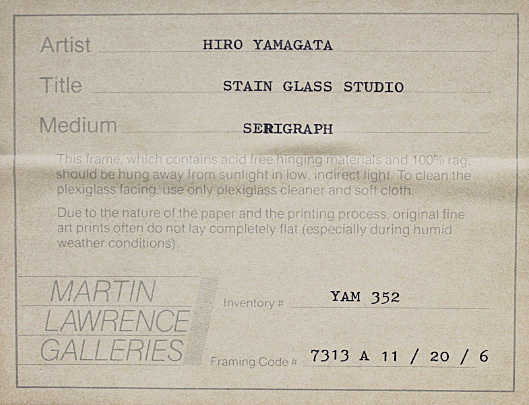 Artist HIRO YAMAGATA
Title STAIN GLASS STUDIO
Medium SERIGRAPH
This frame, which contains acid free hinging materials and 100% rag,
should be hung away from sunlight in low, indirect light. To clean the
plexiglass facing, use only plexiglass cleaner and soft cloth.
Due to the nature of the paper and the printing process, original fine
art prints often do not lay completely flat (especially during humid
weather conditions).
MARTIN
LAWRENCE
GALLERIES
Inventory # YAM 352
Framing Code # 7313 A 11 / 20 / 6